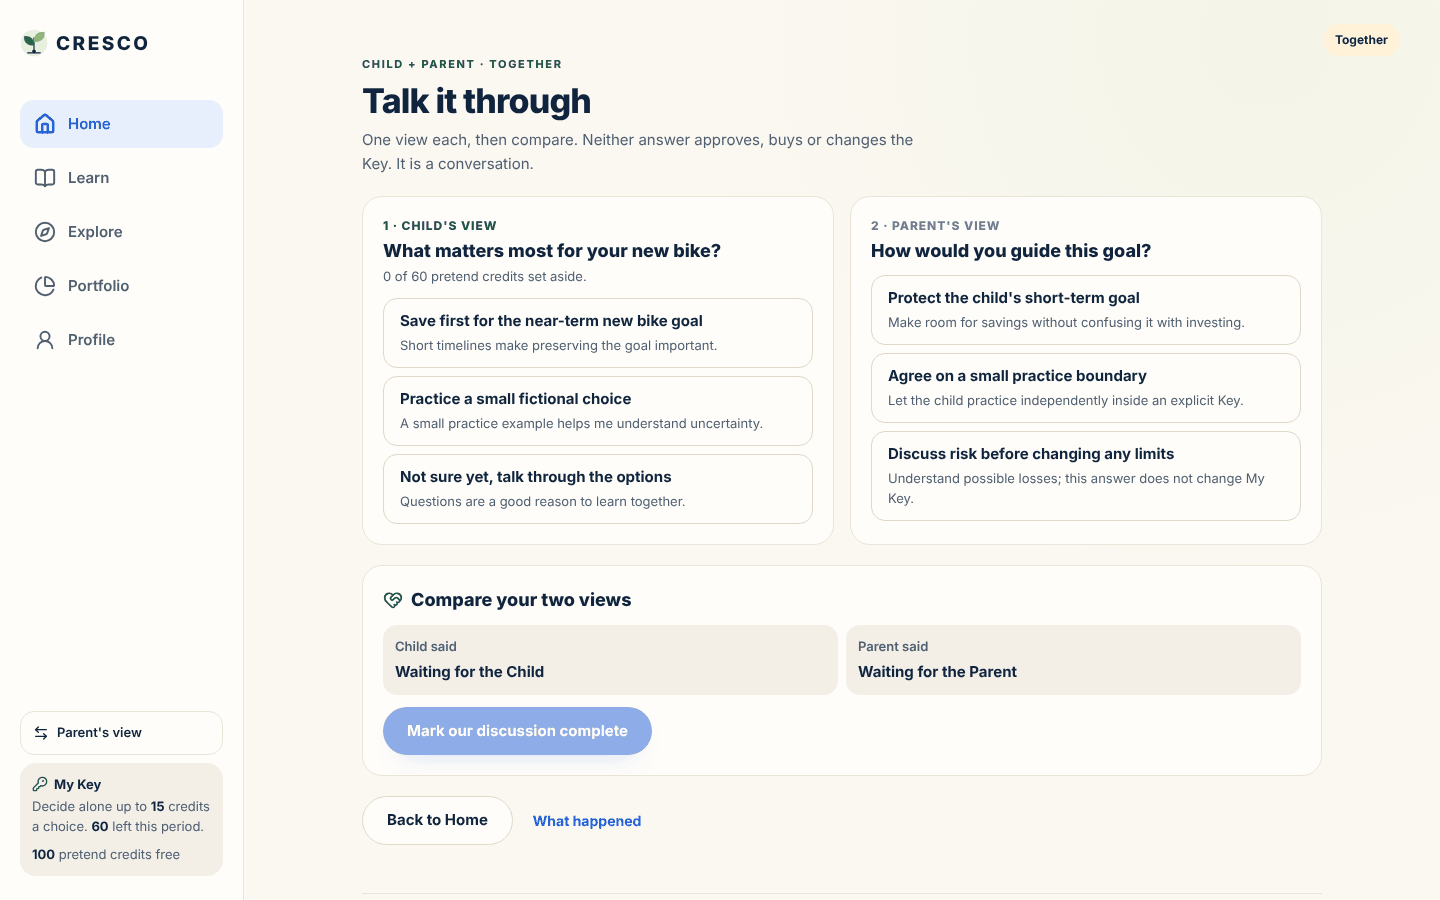 CRESCO
Home
Learn
Explore
Portfolio
Profile
Parent's view
My Key
Decide alone up to 15 credits
a choice. 60 left this period.
100 pretend credits free
Together
CHILD + PARENT · TOGETHER
Talk it through
One view each, then compare. Neither answer approves, buys or changes the
Key. It is a conversation.
1 · CHILD'S VIEW
What matters most for your new bike?
0 of 60 pretend credits set aside.
Save first for the near-term new bike goal
Short timelines make preserving the goal important.
Practice a small fictional choice
A small practice example helps me understand uncertainty.
Not sure yet, talk through the options
Questions are a good reason to learn together.
2 · PARENT'S VIEW
How would you guide this goal?
Protect the child's short-term goal
Make room for savings without confusing it with investing.
Agree on a small practice boundary
Let the child practice independently inside an explicit Key.
Discuss risk before changing any limits
Understand possible losses; this answer does not change My
Key.
Compare your two views
Child said
Waiting for the Child
Parent said
Waiting for the Parent
Mark our discussion complete
Back to Home
What happened